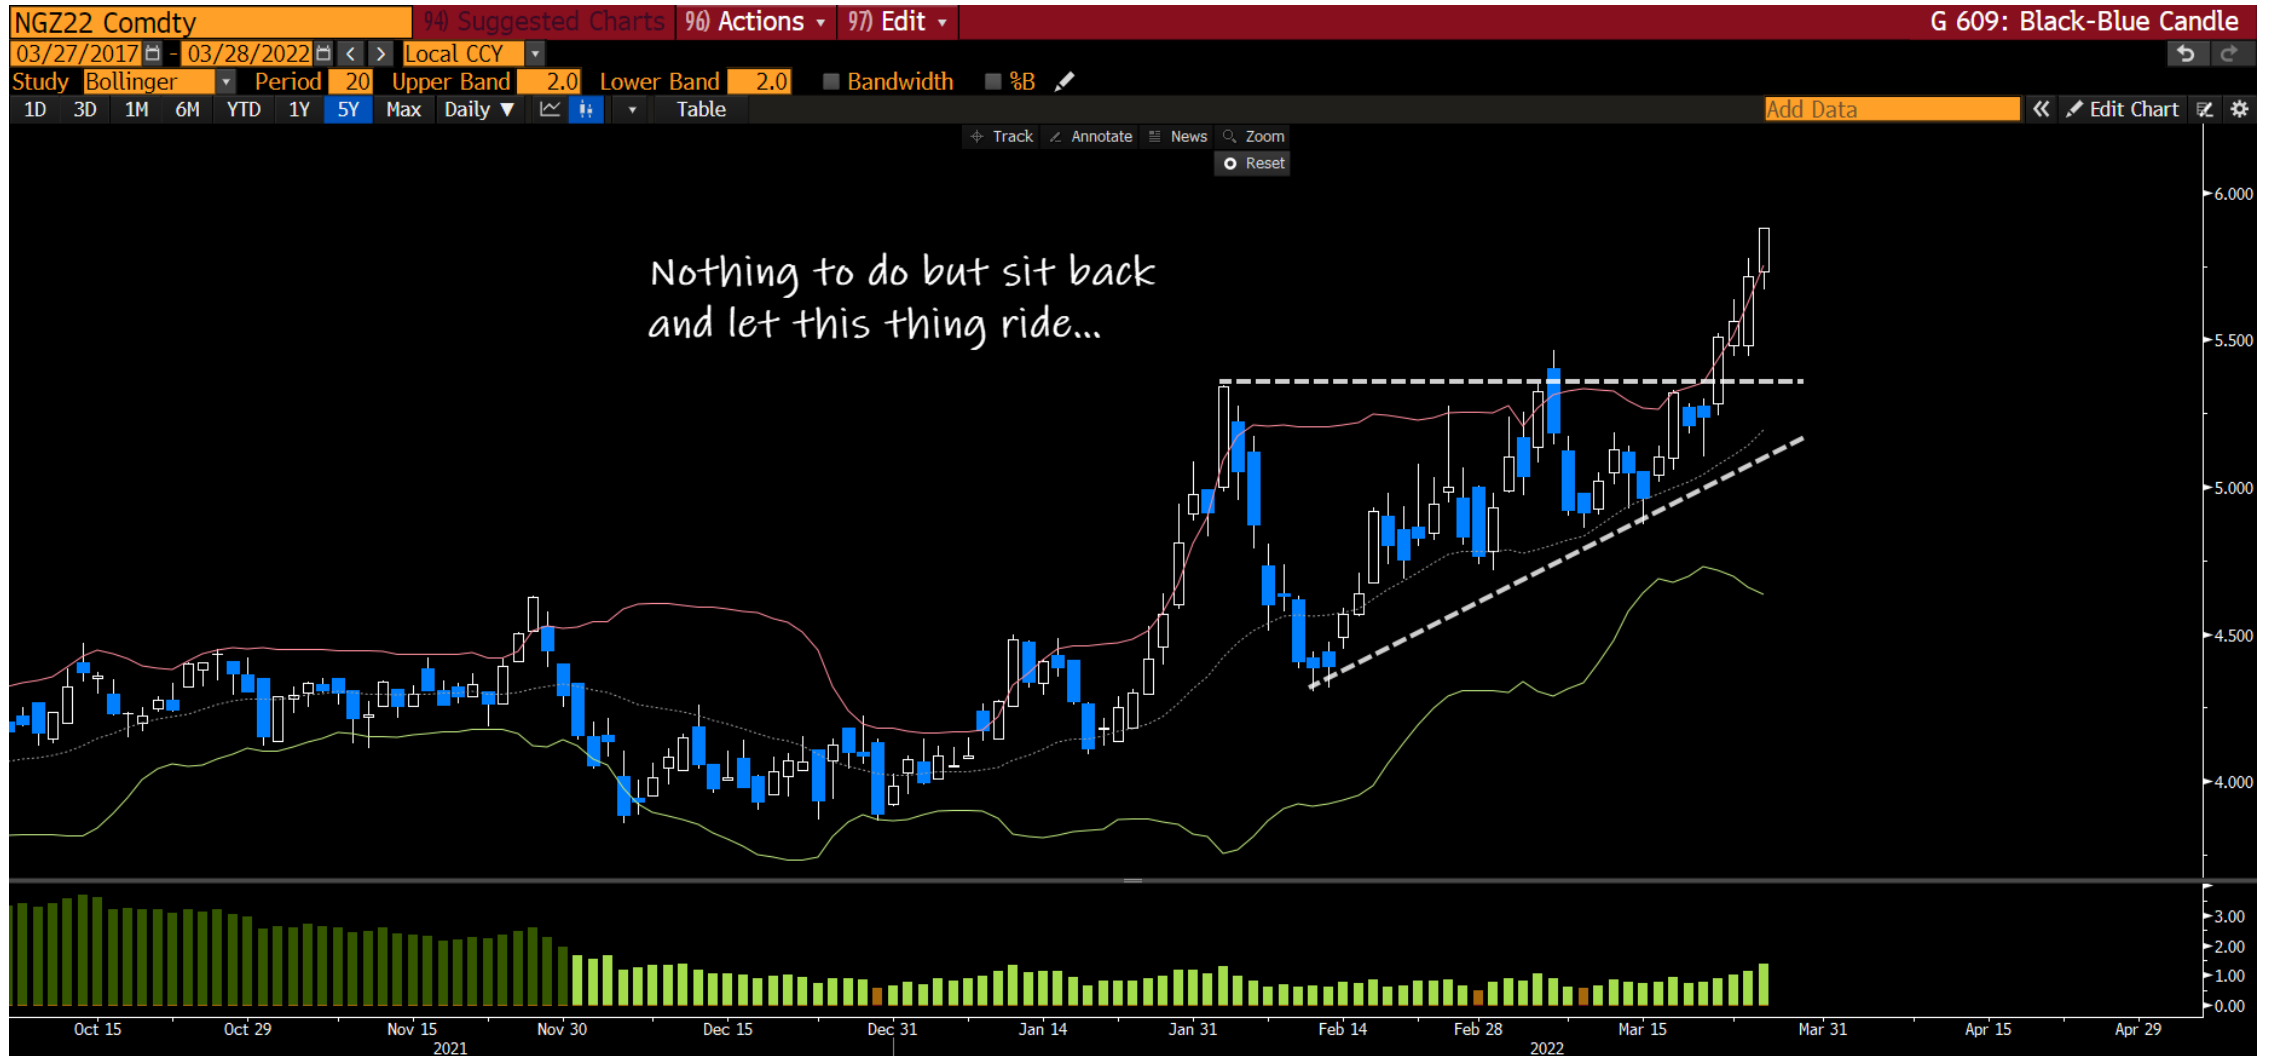 NGZ22 Comdty 94) Suggested Charts 96) Actions 97) Edit G 609: Black-Blue Candle
03/27/2017 - 03/28/2022 Local CCY
Study Bollinger Period 20 Upper Band 2.0 Lower Band 2.0 Bandwidth %B
1D 3D 1M 6M YTD 1Y 5Y Max Daily Table Add Data Edit Chart
Track Annotate News Zoom
Reset
6.000
Nothing to do but sit back
and let this thing ride...
5.500
5.000
4.500
4.000
3.00
2.00
1.00
0.00
Oct 15 Oct 29 Nov 15 Nov 30 Dec 15 Dec 31 Jan 14 Jan 31 Feb 14 Feb 28 Mar 15 Mar 31 Apr 15 Apr 29
2021 2022